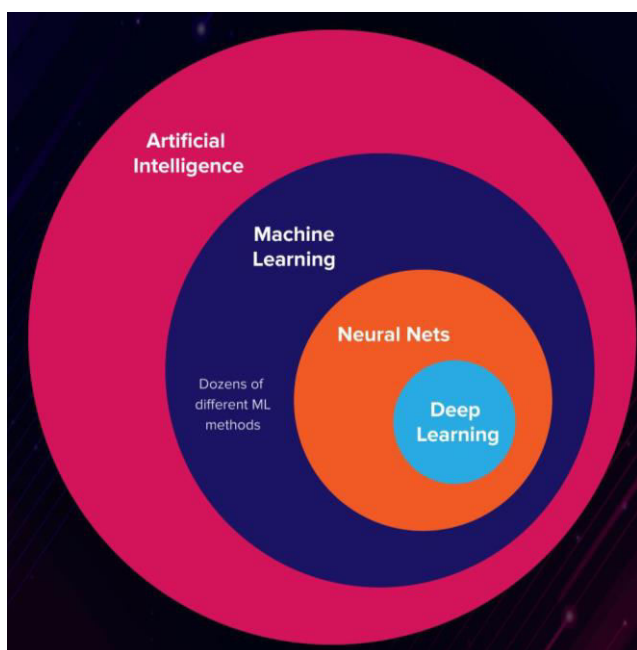 Artificial
Intelligence
Machine
Learning
Neural Nets
Dozens of
different ML
methods
Deep
Learning